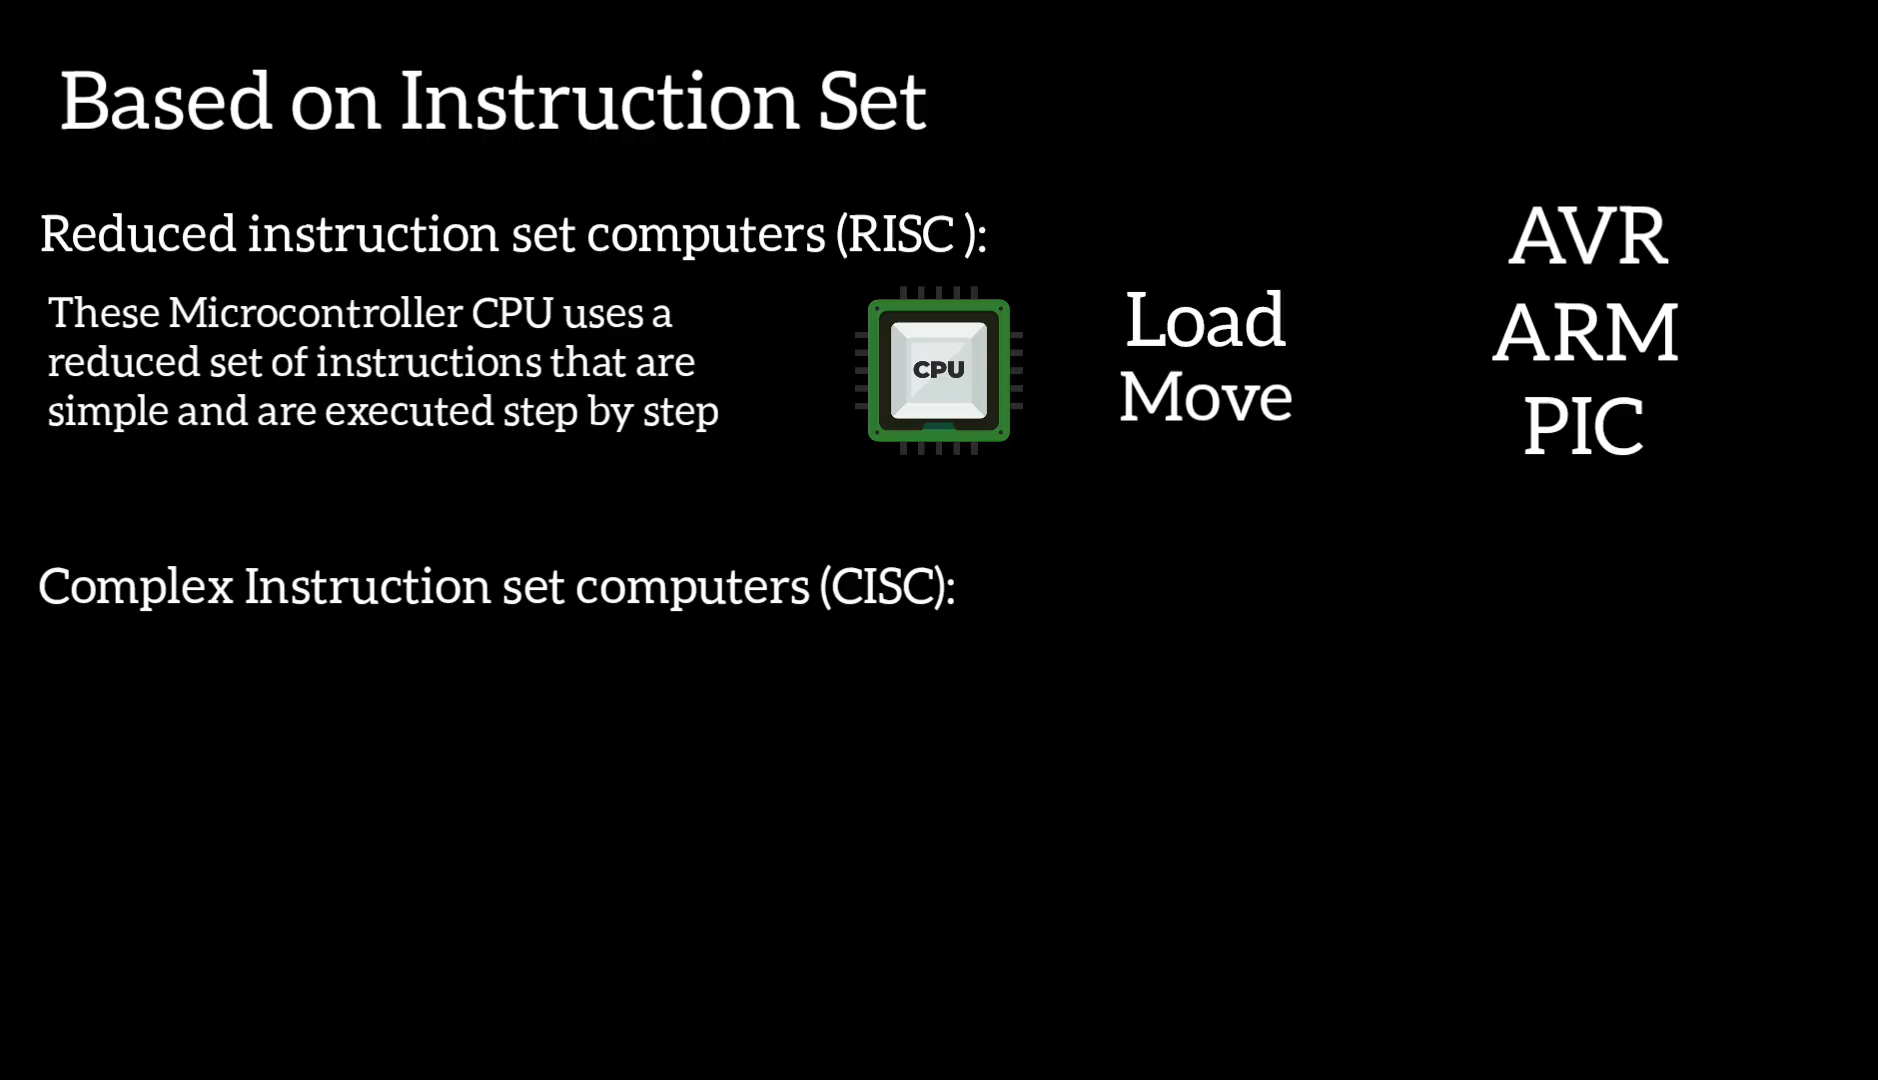 Based on Instruction Set
Reduced instruction set computers (RISC ):
These Microcontroller CPU uses a
reduced set of instructions that are
simple and are executed step by step
CPU
Load
Move
AVR
ARM
PIC
Complex Instruction set computers (CISC):